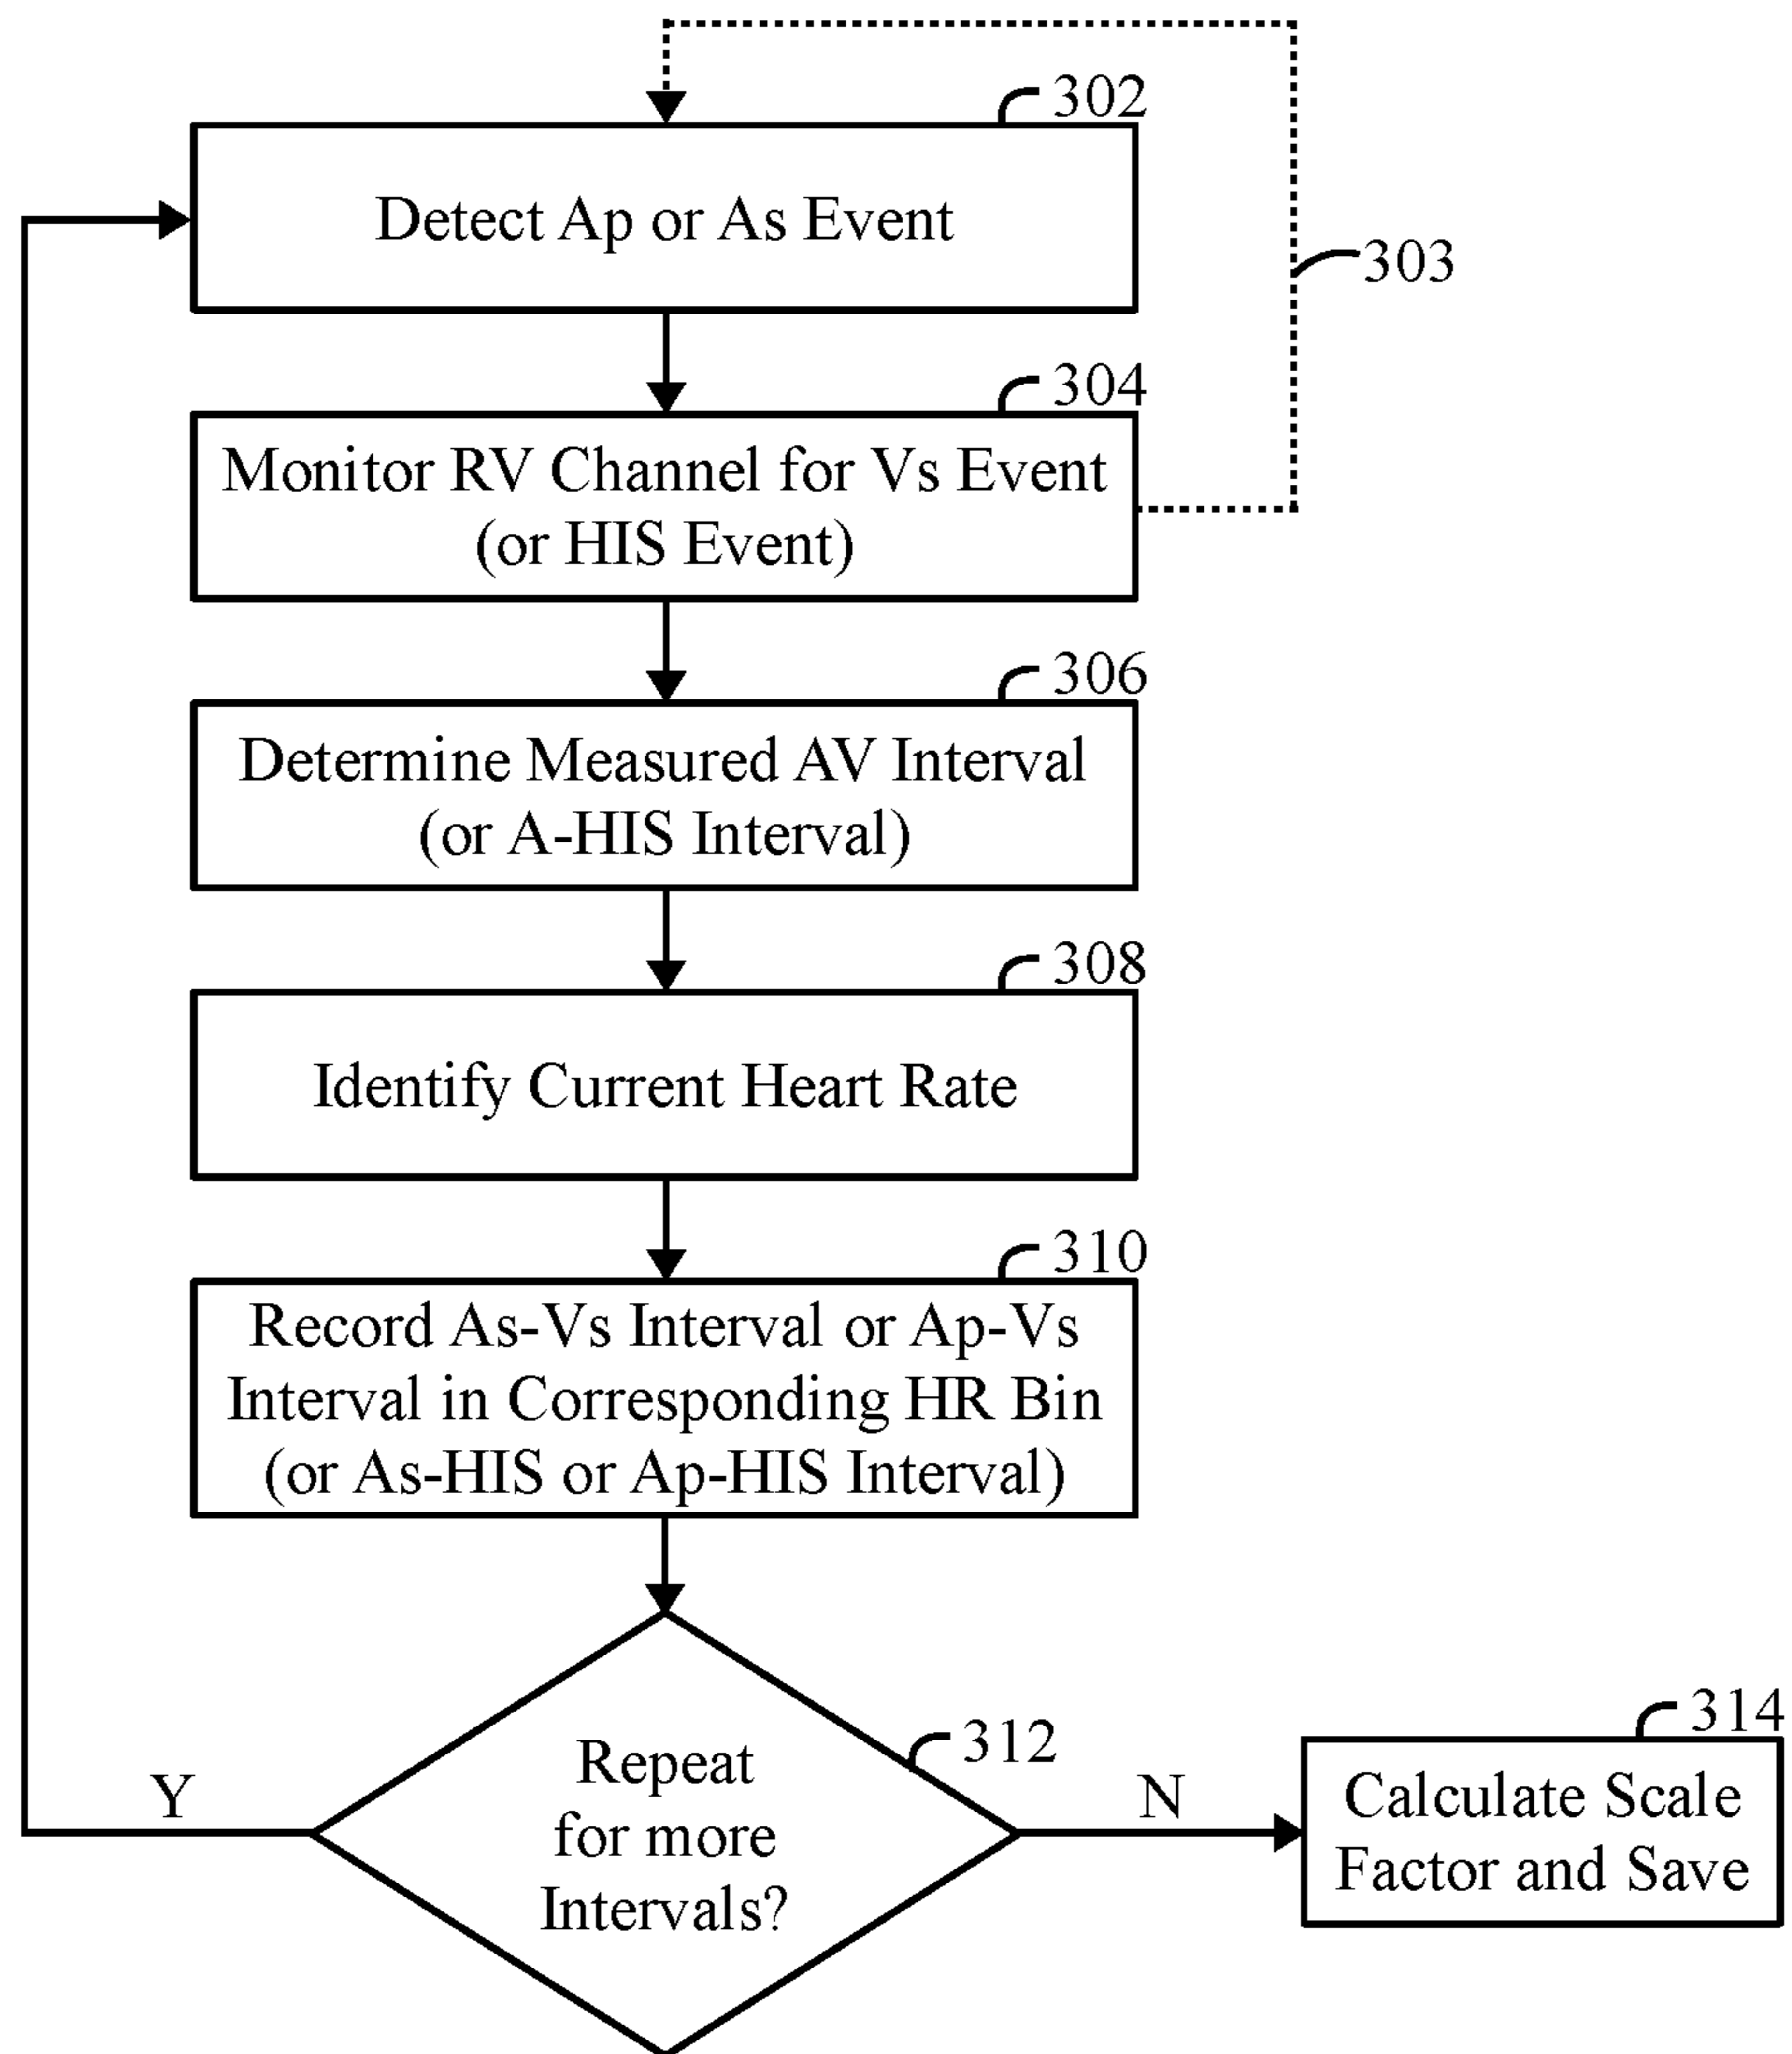 302
Detect Ap or As Event
303
304
Monitor RV Channel for Vs Event
(or HIS Event)
306
Determine Measured AV Interval
(or A-HIS Interval)
308
Identify Current Heart Rate
310
Record As-Vs Interval or Ap-Vs
Interval in Corresponding HR Bin
(or As-HIS or Ap-HIS Interval)
312
Repeat
for more
Intervals?
Y
N
314
Calculate Scale
Factor and Save